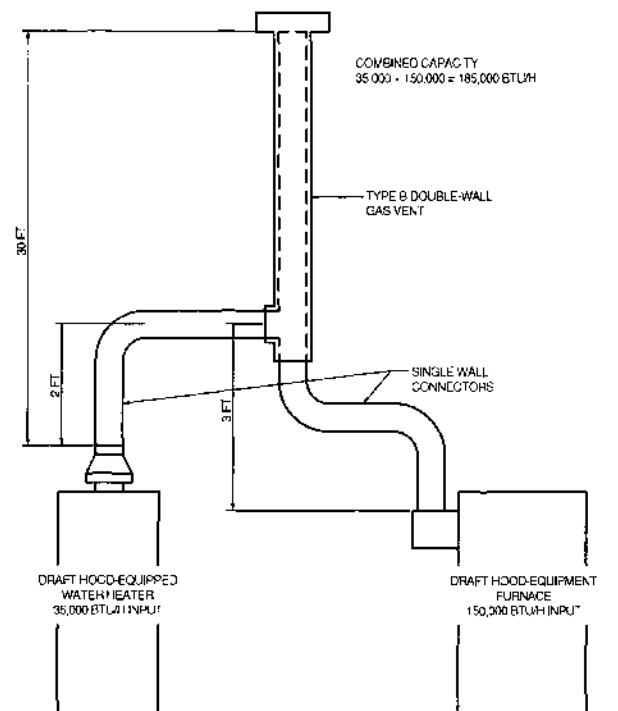 COMBINED CAPACITY
35,000 + 150,000 = 185,000 BTU/H
TYPE B DOUBLE-WALL
GAS VENT
30 FT
2 FT
3 FT
SINGLE WALL
CONNECTORS
DRAFT HOOD-EQUIPPED
WATER HEATER
35,000 BTU/H INPUT
DRAFT HOOD-EQUIPMENT
FURNACE
150,000 BTU/H INPUT